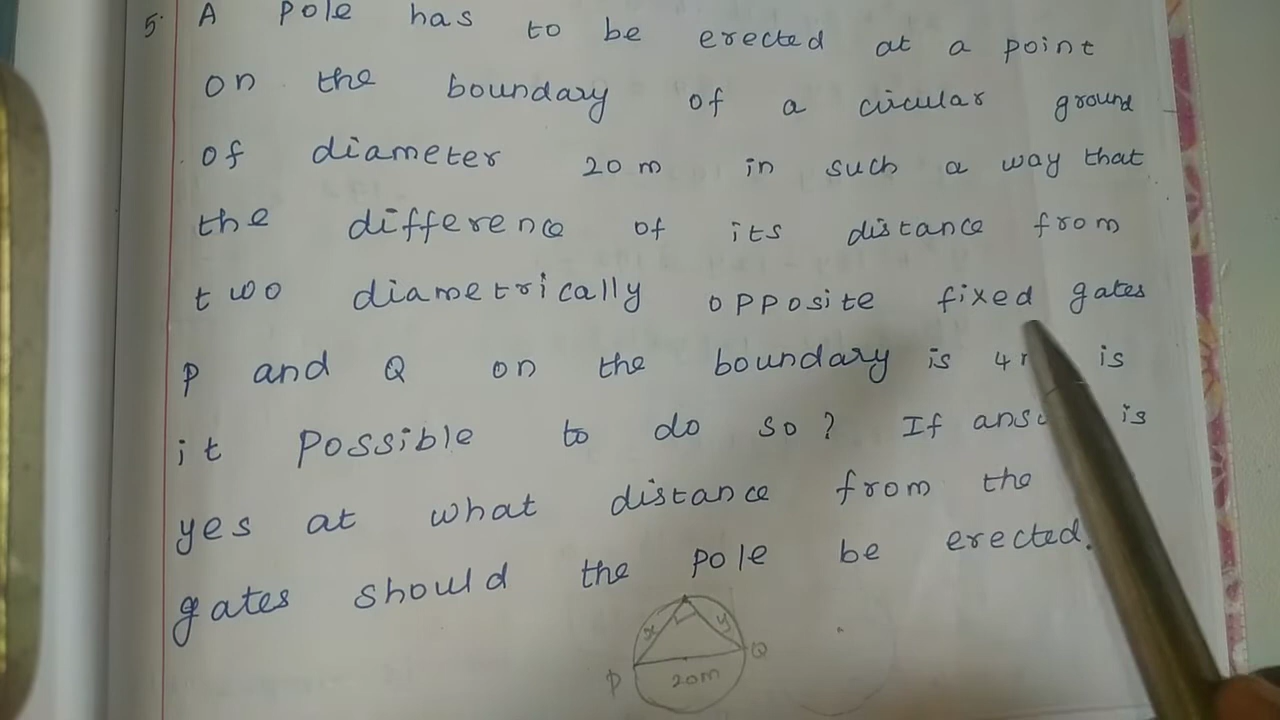 5. A pole has to be erected at a point
on the boundary of a circular ground
of diameter 20 m in such a way that
the difference of its distance from
two diametrically opposite fixed gates
P and Q on the boundary is 4 is
it possible to do so? If is
yes at what distance from the
gates should the pole be erected.
x y
P 20m Q